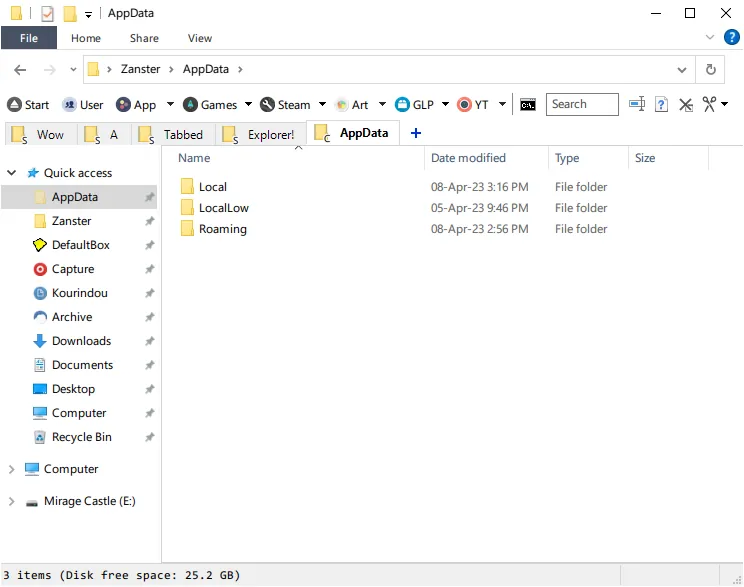 AppData
File Home Share View
Zanster AppData
Start User App Games Steam Art GLP YT C:\. Search
Wow A Tabbed Explorer! AppData
S S S S C
Name Date modified Type Size
Quick access
AppData
Zanster
DefaultBox
Capture
Kourindou
Archive
Downloads
Documents
Desktop
Computer
Recycle Bin
Computer
Mirage Castle (E:)
Local 08-Apr-23 3:16 PM File folder
LocalLow 05-Apr-23 9:46 PM File folder
Roaming 08-Apr-23 2:56 PM File folder
3 items (Disk free space: 25.2 GB)